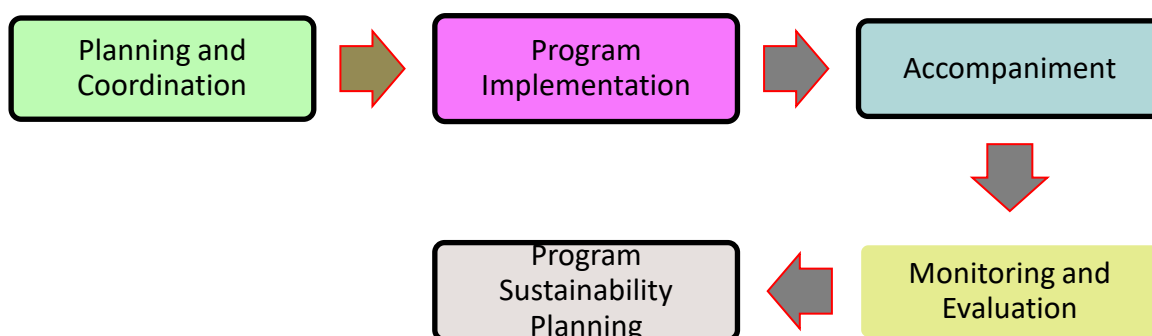 Planning and
Coordination
Program
Implementation
Accompaniment
Monitoring and
Evaluation
Program
Sustainability
Planning